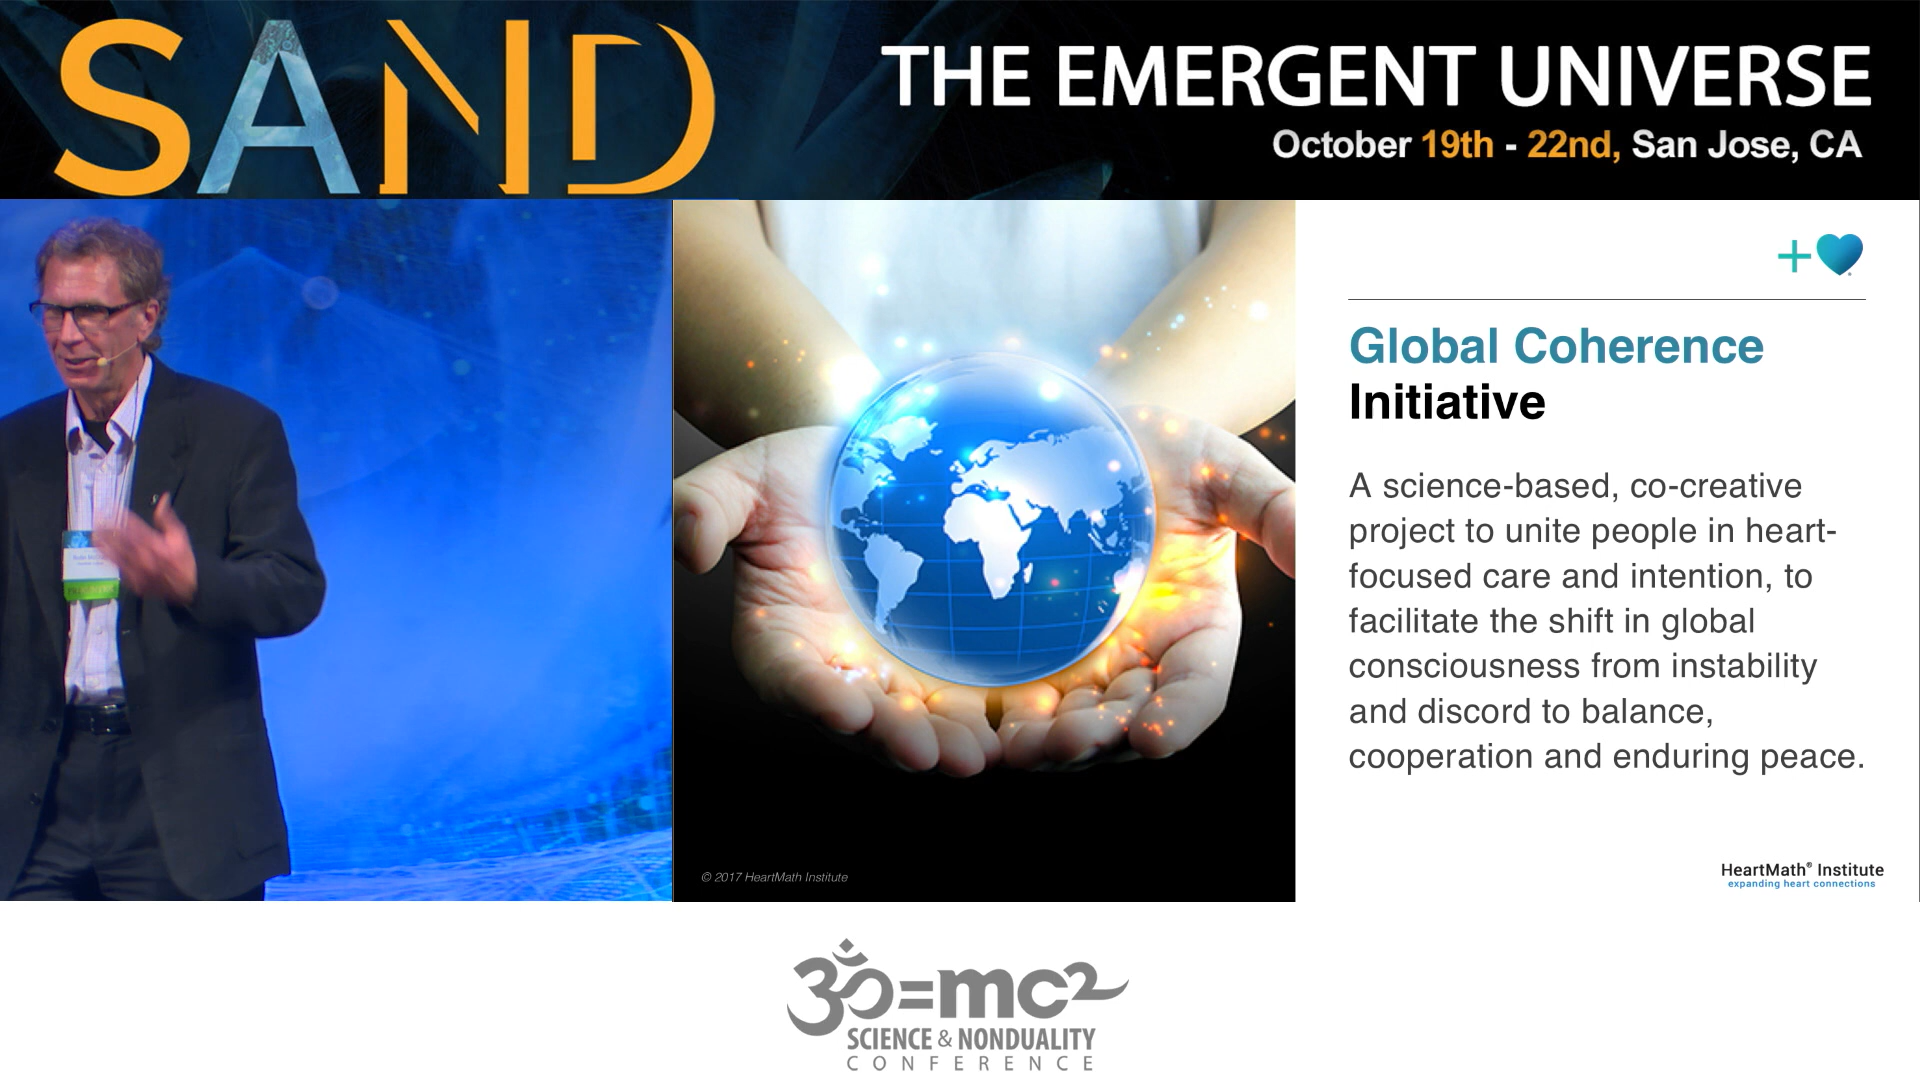 SAND
THE EMERGENT UNIVERSE
October 19th - 22nd, San Jose, CA
Global Coherence
Initiative
A science-based, co-creative
project to unite people in heart-
focused care and intention, to
facilitate the shift in global
consciousness from instability
and discord to balance,
cooperation and enduring peace.
© 2017 HeartMath Institute
HeartMath® Institute
expanding heart connections
ॐ=mc²
SCIENCE & NONDUALITY
CONFERENCE